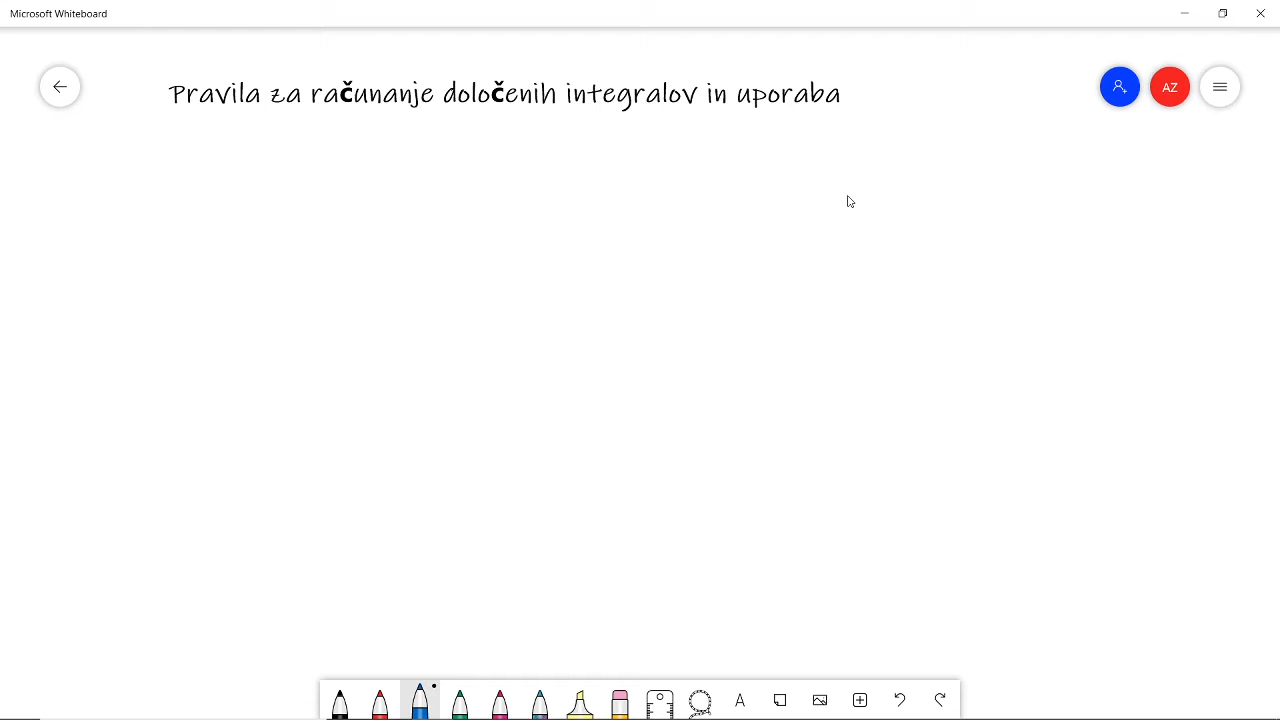 Microsoft Whiteboard
Pravila za računanje določenih integralov in uporaba
AZ
A